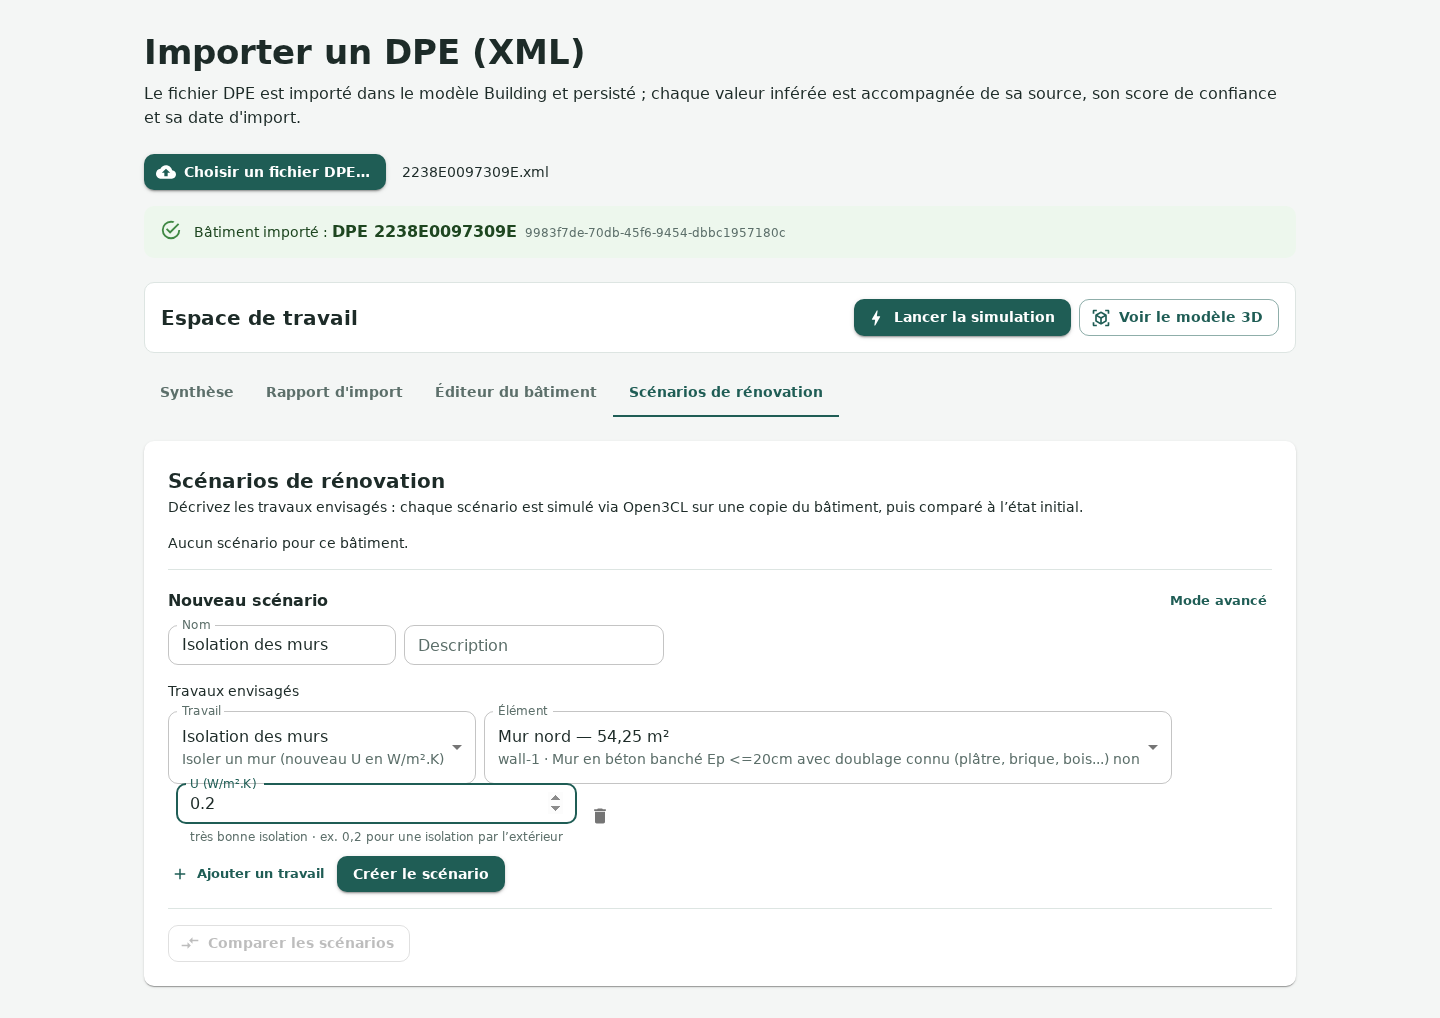 Importer un DPE (XML)
Le fichier DPE est importé dans le modèle Building et persisté ; chaque valeur inférée est accompagnée de sa source, son score de confiance
et sa date d'import.
Choisir un fichier DPE…
2238E0097309E.xml
Bâtiment importé : DPE 2238E0097309E 9983f7de-70db-45f6-9454-dbbc1957180c
Espace de travail
Lancer la simulation
Voir le modèle 3D
Synthèse
Rapport d'import
Éditeur du bâtiment
Scénarios de rénovation
Scénarios de rénovation
Décrivez les travaux envisagés : chaque scénario est simulé via Open3CL sur une copie du bâtiment, puis comparé à l’état initial.
Aucun scénario pour ce bâtiment.
Nouveau scénario
Mode avancé
Nom
Isolation des murs
Description
Travaux envisagés
Travail
Isolation des murs
Isoler un mur (nouveau U en W/m².K)
Élément
Mur nord — 54,25 m²
wall-1 · Mur en béton banché Ep <=20cm avec doublage connu (plâtre, brique, bois...) non
U (W/m².K)
0.2
très bonne isolation · ex. 0,2 pour une isolation par l’extérieur
Ajouter un travail
Créer le scénario
Comparer les scénarios